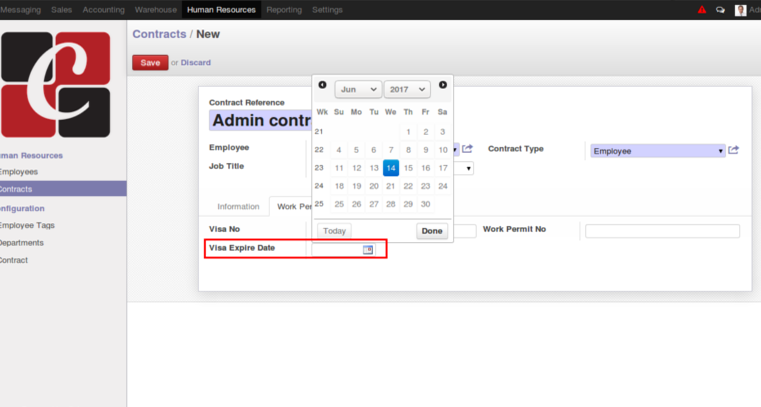 Messaging Sales Accounting Warehouse Human Resources Reporting Settings
Contracts / New
Save or Discard
C
Jun 2017
Wk Su Mo Tu We Th Fr Sa
21 1 2 3
22 4 5 6 7 8 9 10
23 11 12 13 14 15 16 17
24 18 19 20 21 22 23 24
25 25 26 27 28 29 30
Today Done
Contract Reference
Admin contr
Employee
Contract Type Employee
Job Title
uman Resources
Employees
Contracts
onfiguration
mployee Tags
epartments
ontract
Information Work Per
Visa No
Work Permit No
Visa Expire Date